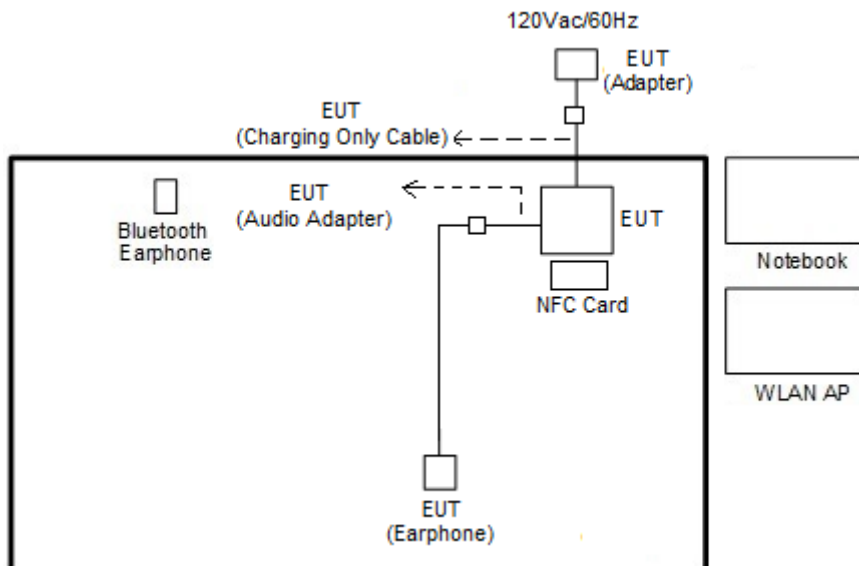 120Vac/60Hz
EUT
(Adapter)
EUT
(Charging Only Cable)
EUT
(Audio Adapter)
Bluetooth
Earphone
EUT
NFC Card
Notebook
WLAN AP
EUT
(Earphone)